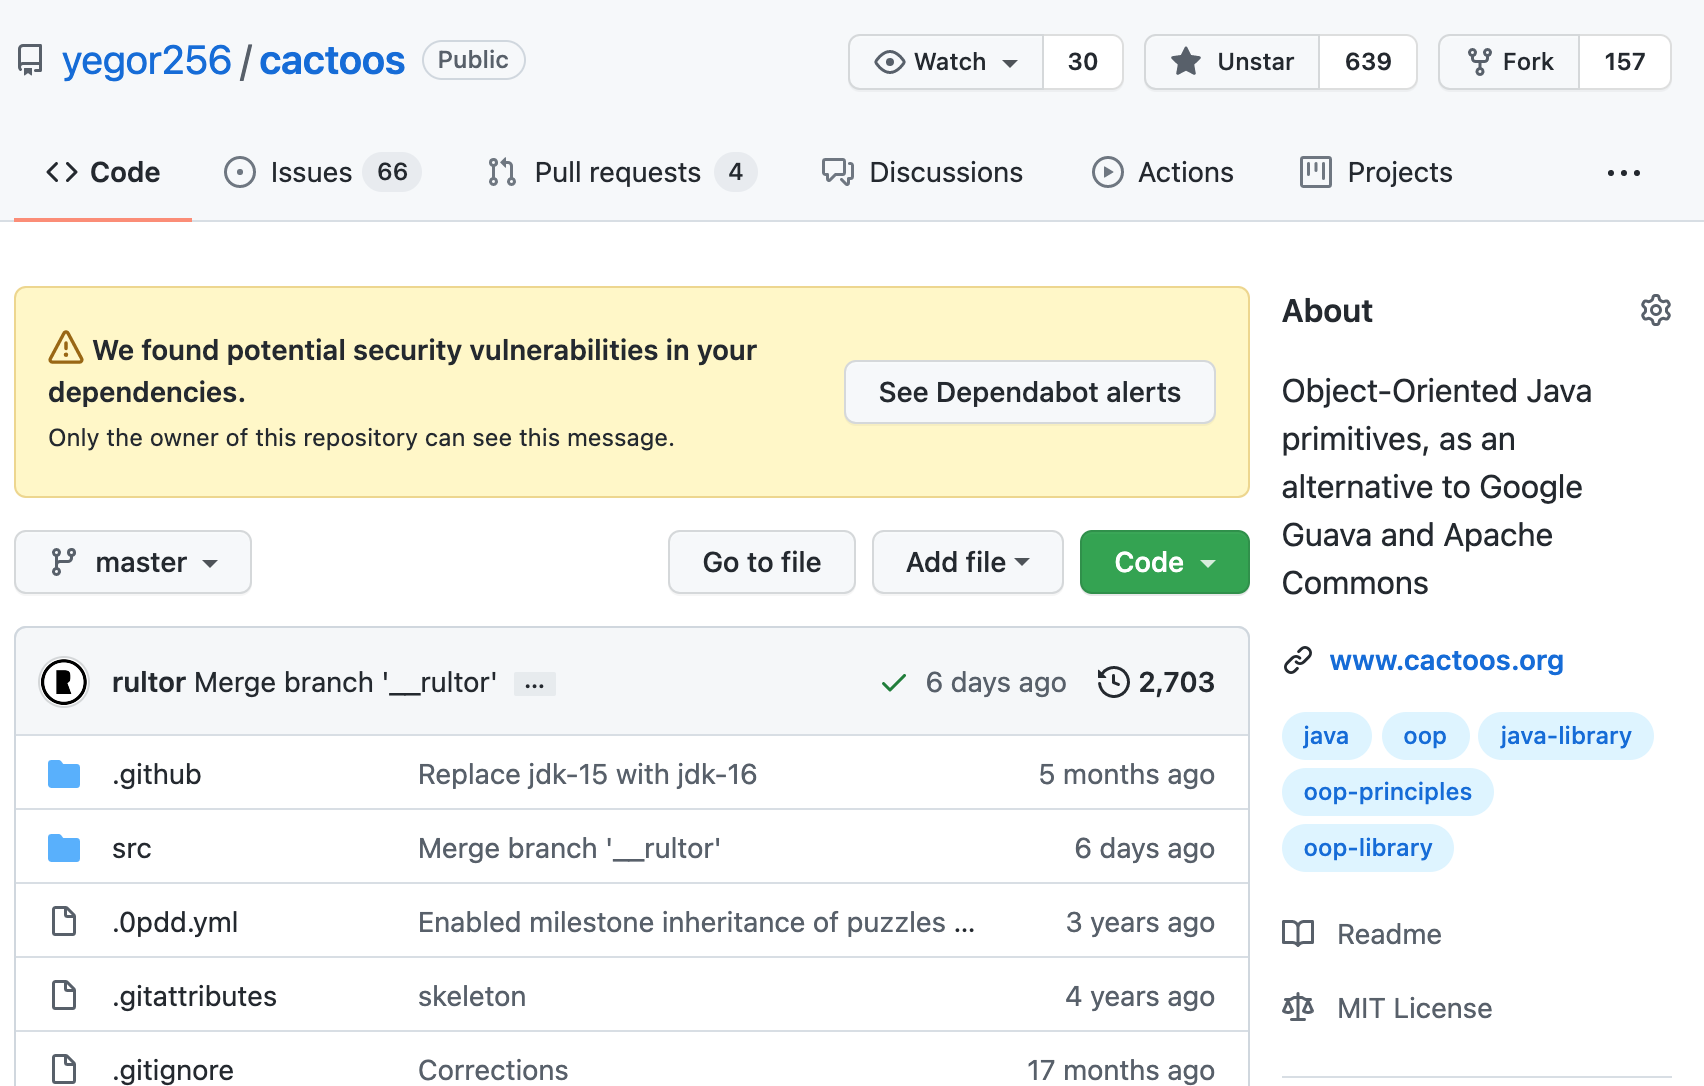 yegor256 / cactoos Public
Watch 30
Unstar 639
Fork 157
Code
Issues 66
Pull requests 4
Discussions
Actions
Projects
...
We found potential security vulnerabilities in your
dependencies.
Only the owner of this repository can see this message.
See Dependabot alerts
master
Go to file
Add file
Code
rultor Merge branch '__rultor' ... 6 days ago 2,703
.github Replace jdk-15 with jdk-16 5 months ago
src Merge branch '__rultor' 6 days ago
.0pdd.yml Enabled milestone inheritance of puzzles ... 3 years ago
.gitattributes skeleton 4 years ago
.gitignore Corrections 17 months ago
About
Object-Oriented Java
primitives, as an
alternative to Google
Guava and Apache
Commons
www.cactoos.org
java oop java-library
oop-principles
oop-library
Readme
MIT License